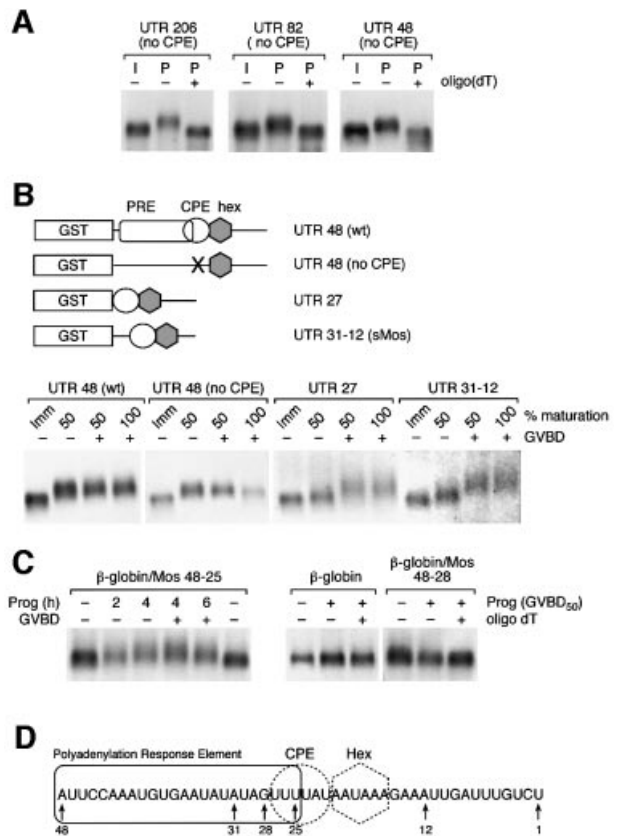 A
UTR 206 (no CPE) UTR 82 ( no CPE) UTR 48 (no CPE)
I P P I P P I P P
– – + – – + – – + oligo(dT)
B
PRE CPE hex
GST UTR 48 (wt)
GST X UTR 48 (no CPE)
GST UTR 27
GST UTR 31-12 (sMos)
UTR 48 (wt) UTR 48 (no CPE) UTR 27 UTR 31-12
Imm 50 50 100 Imm 50 50 100 Imm 50 50 100 Imm 50 50 100 % maturation
– – + + – – + + – – + + – – + + GVBD
C
β-globin/Mos 48-25 β-globin β-globin/Mos 48-28
Prog (h) – 2 4 4 6 – – + + – + + Prog (GVBD50)
GVBD + + + + oligo dT
D
Polyadenylation Response Element CPE Hex
AUUCCAAAUGUGAAUAUAUAGUUUUAUAAUAAAGAAAUUGAUUUGUCU
48 31 28 25 12 1